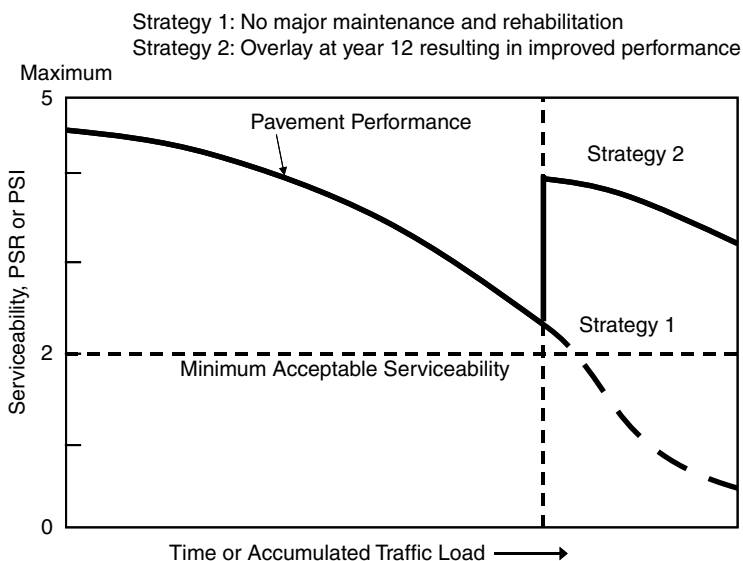 Strategy 1: No major maintenance and rehabilitation
Strategy 2: Overlay at year 12 resulting in improved performance
Maximum
5
Pavement Performance
Strategy 2
Serviceability, PSR or PSI
Strategy 1
2
Minimum Acceptable Serviceability
0
Time or Accumulated Traffic Load